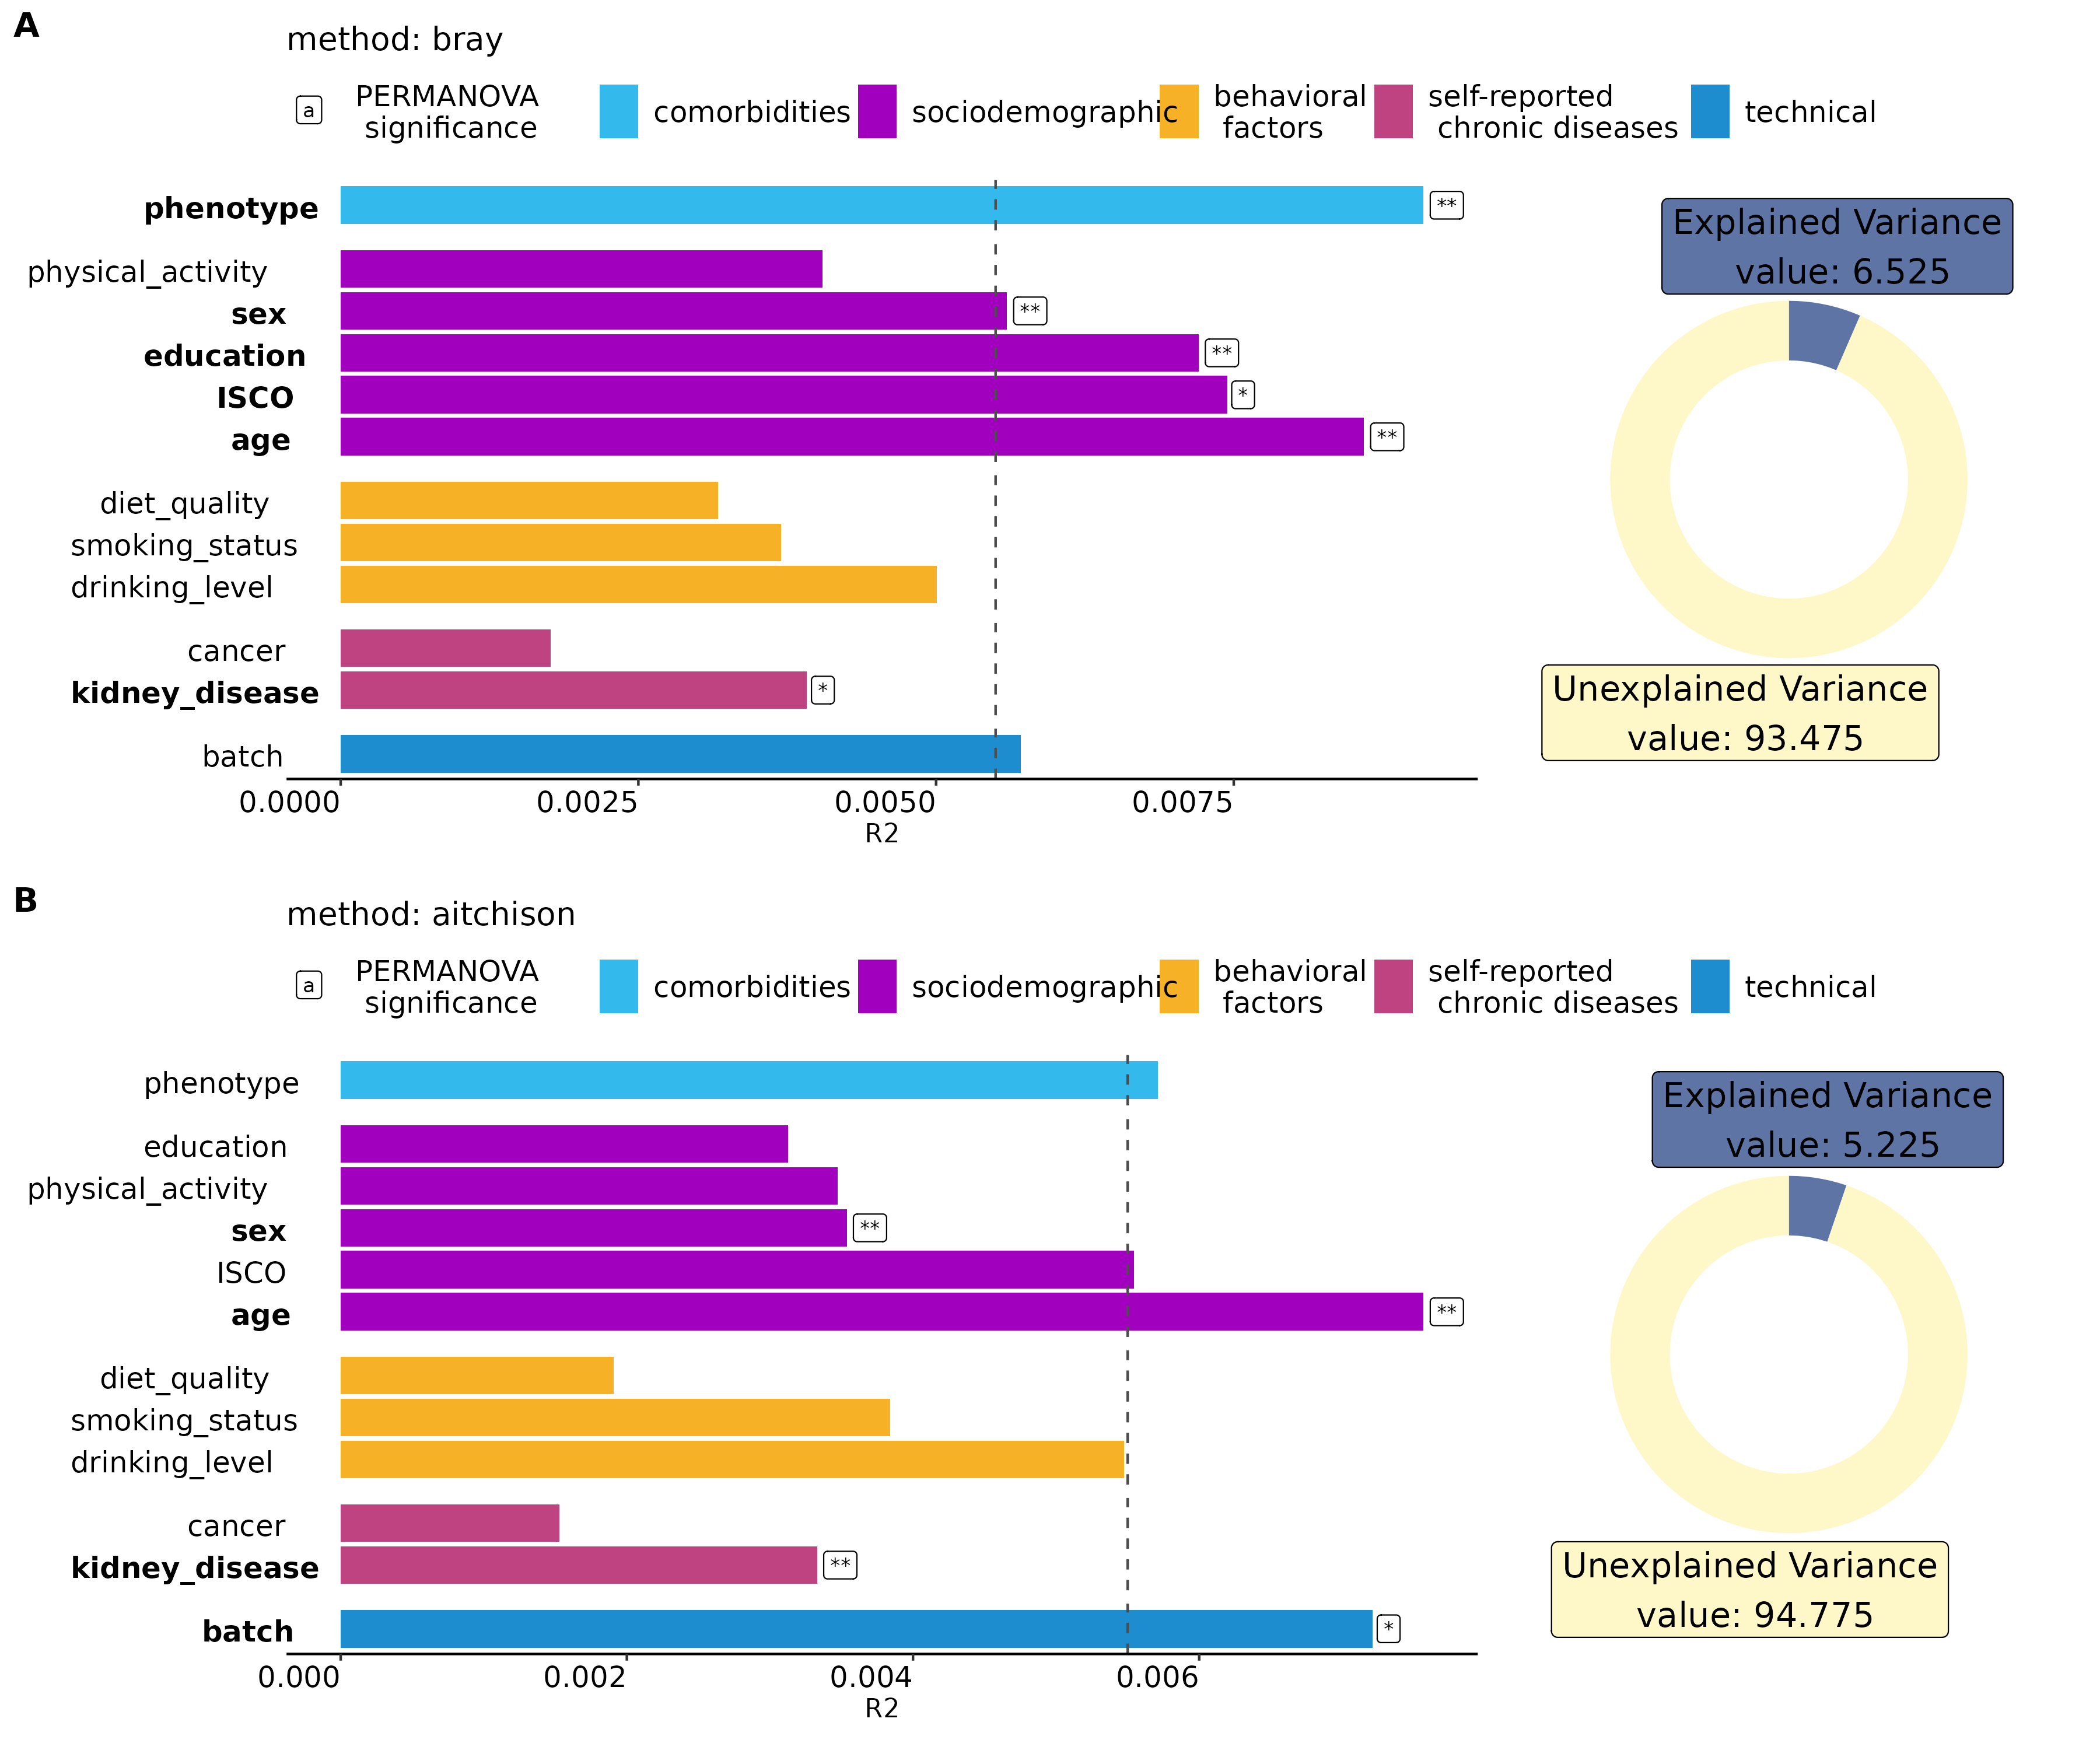 A
method: bray
a
PERMANOVA
significance
comorbidities
sociodemographic
behavioral
factors
self-reported
chronic diseases
technical
phenotype
**
physical_activity
sex
**
education
**
ISCO
*
age
**
diet_quality
smoking_status
drinking_level
cancer
kidney_disease
*
batch
0.0000 0.0025 0.0050 0.0075
R2
Explained Variance
value: 6.525
Unexplained Variance
value: 93.475
B
method: aitchison
a
PERMANOVA
significance
comorbidities
sociodemographic
behavioral
factors
self-reported
chronic diseases
technical
phenotype
education
physical_activity
sex
**
ISCO
age
**
diet_quality
smoking_status
drinking_level
cancer
kidney_disease
**
batch
*
0.000 0.002 0.004 0.006
R2
Explained Variance
value: 5.225
Unexplained Variance
value: 94.775